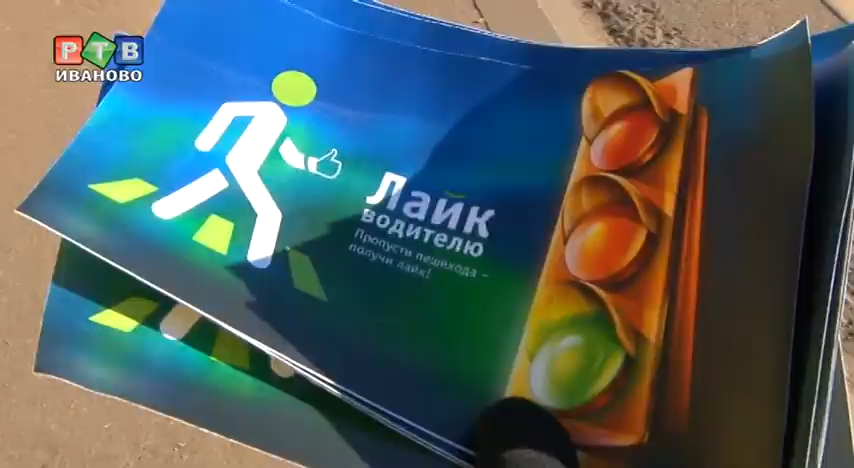 РТВ
ИВАНОВО
Лайк
водителю
Пропусти пешехода –
получи лайк!